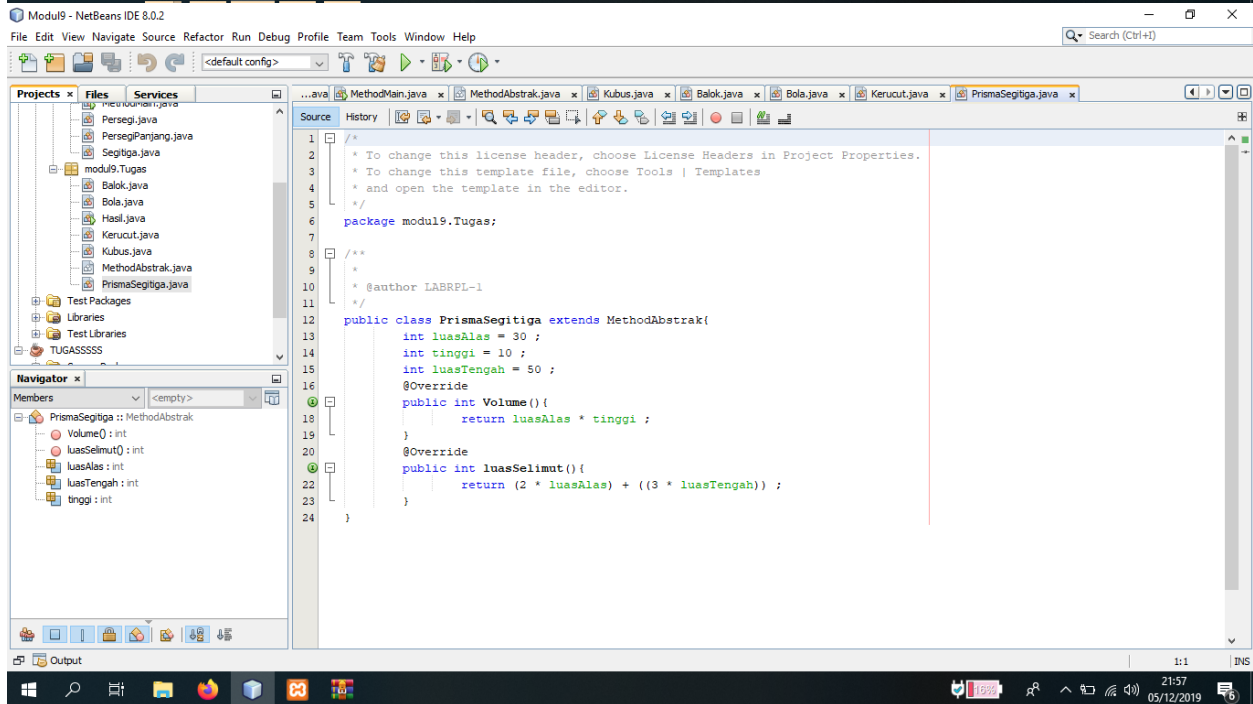 Modul9 - NetBeans IDE 8.0.2
File Edit View Navigate Source Refactor Run Debug Profile Team Tools Window Help
Search (Ctrl+I)
<default config>
Projects Files Services
MethodMain.java
Persegi.java
PersegiPanjang.java
Segitiga.java
modul9.Tugas
Balok.java
Bola.java
Hasil.java
Kerucut.java
Kubus.java
MethodAbstrak.java
PrismaSegitiga.java
Test Packages
Libraries
Test Libraries
TUGASSSSS
Navigator
Members <empty>
PrismaSegitiga :: MethodAbstrak
Volume() : int
luasSelimut() : int
luasAlas : int
luasTengah : int
tinggi : int
...ava MethodMain.java MethodAbstrak.java Kubus.java Balok.java Bola.java Kerucut.java PrismaSegitiga.java
Source History
1 /*
2 * To change this license header, choose License Headers in Project Properties.
3 * To change this template file, choose Tools | Templates
4 * and open the template in the editor.
5 */
6 package modul9.Tugas;
7
8 /**
9 *
10 * @author LABRPL-1
11 */
12 public class PrismaSegitiga extends MethodAbstrak{
13 int luasAlas = 30 ;
14 int tinggi = 10 ;
15 int luasTengah = 50 ;
16 @Override
public int Volume(){
18 return luasAlas * tinggi ;
19 }
20 @Override
public int luasSelimut(){
22 return (2 * luasAlas) + ((3 * luasTengah)) ;
23 }
24 }
Output
1:1 INS
16%
21:57
05/12/2019
6